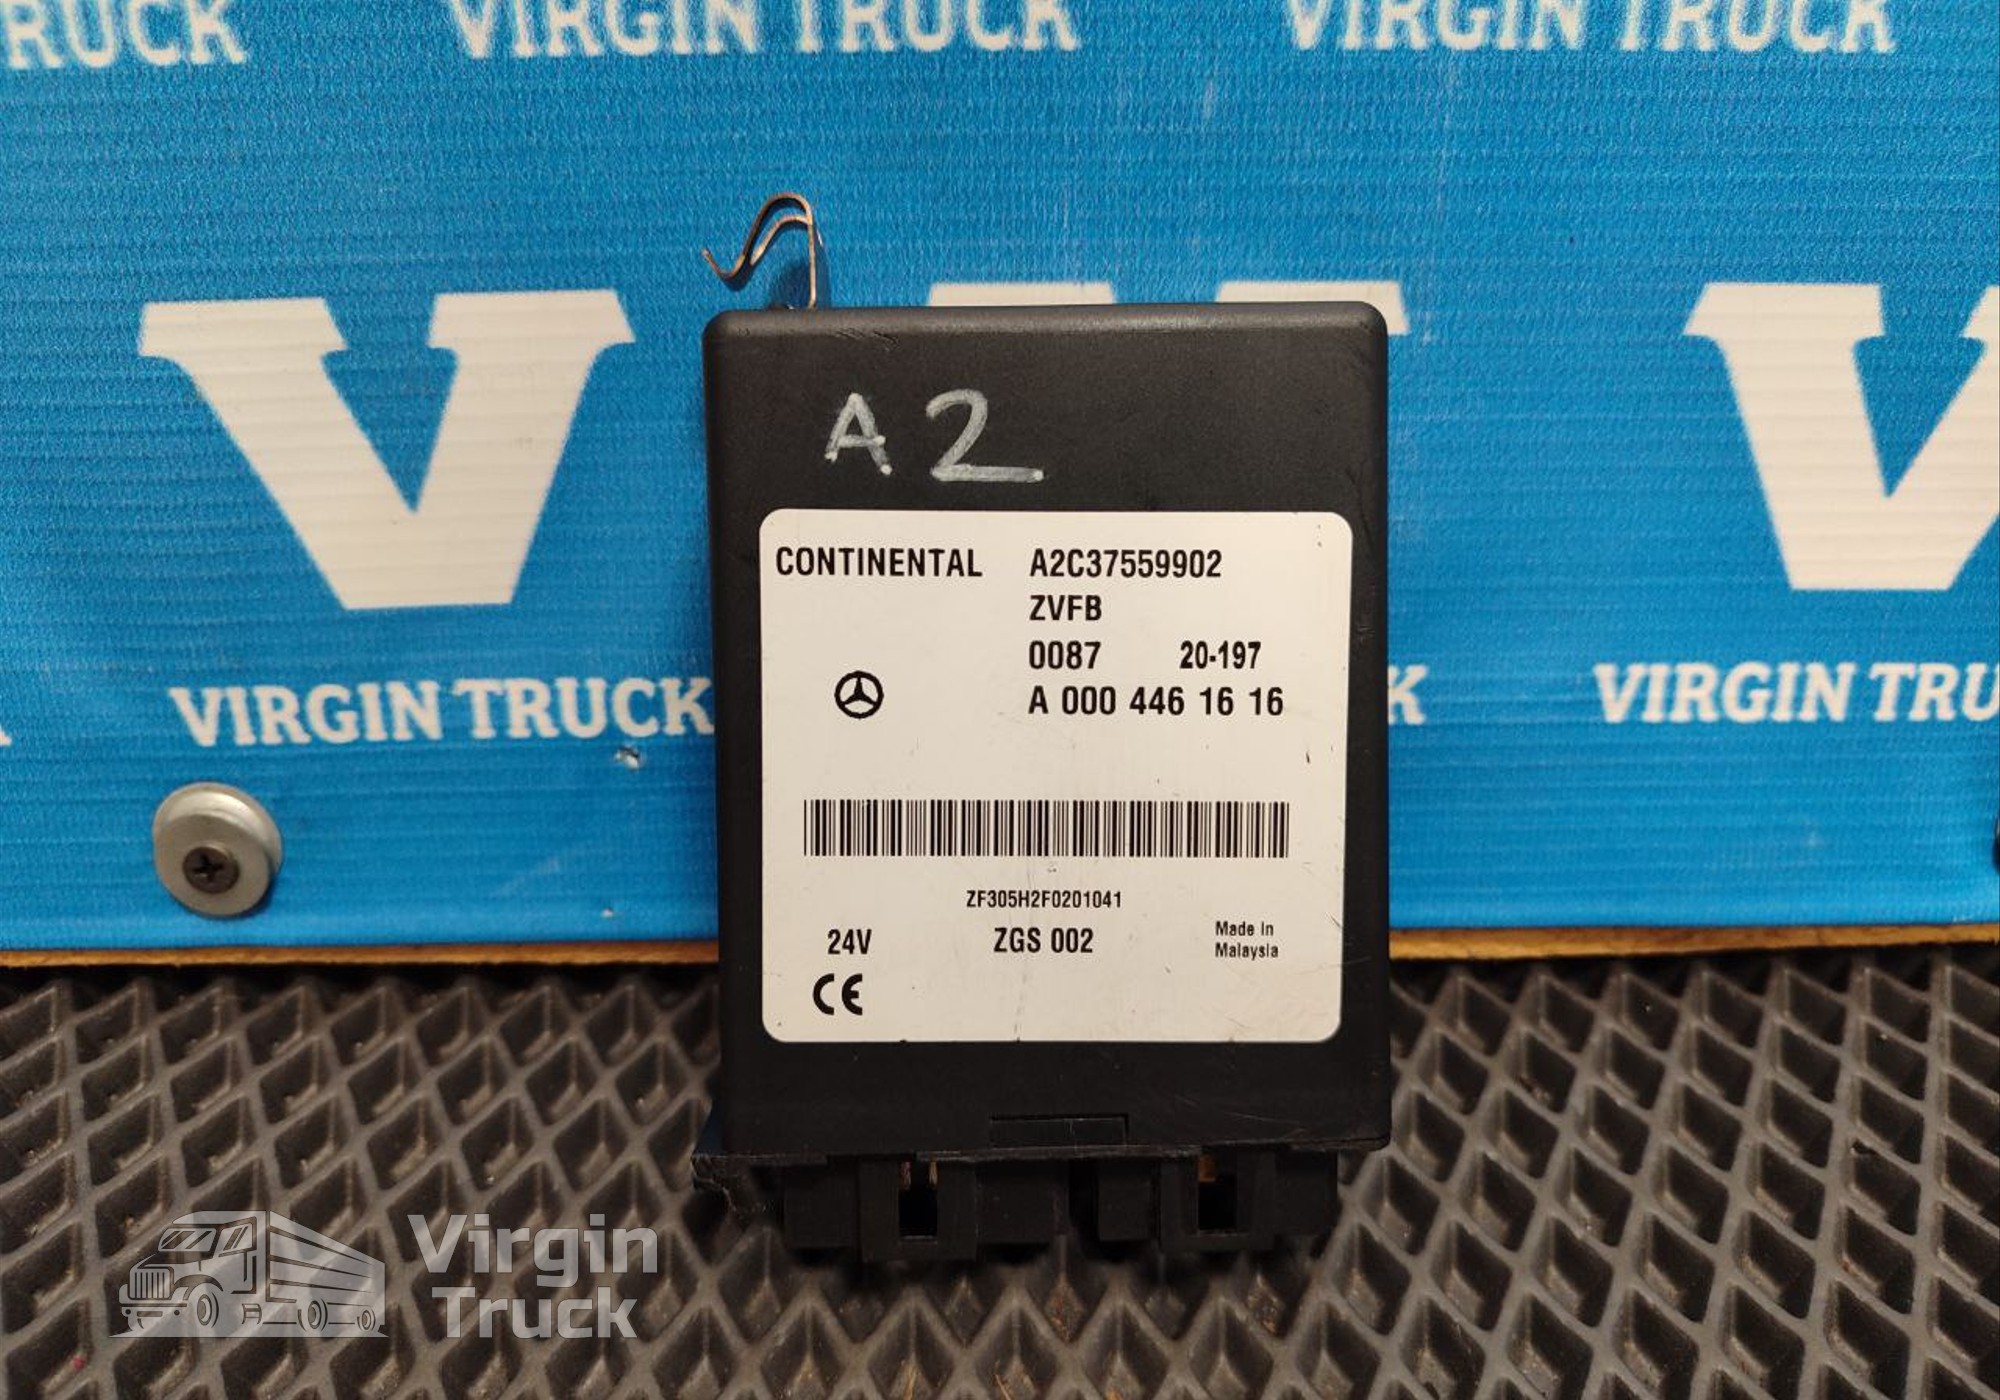 RUCK VIRGIN TRUCK VIRGIN TRUCK
A2
CONTINENTAL A2C37559902
ZVFB
0087 20-197
A 000 446 16 16
VIRGIN TRUCK K VIRGIN TRU
ZF305H2F0201041
24V ZGS 002 Made In
Malaysia
CE
Virgin
Truck